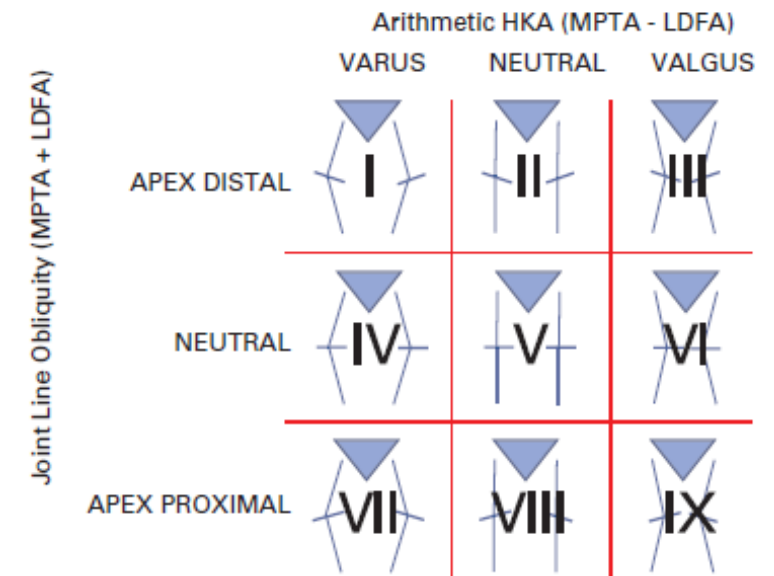 Arithmetic HKA (MPTA - LDFA)
VARUS NEUTRAL VALGUS
Joint Line Obliquity (MPTA + LDFA)
APEX DISTAL I II III
NEUTRAL IV V VI
APEX PROXIMAL VII VIII IX